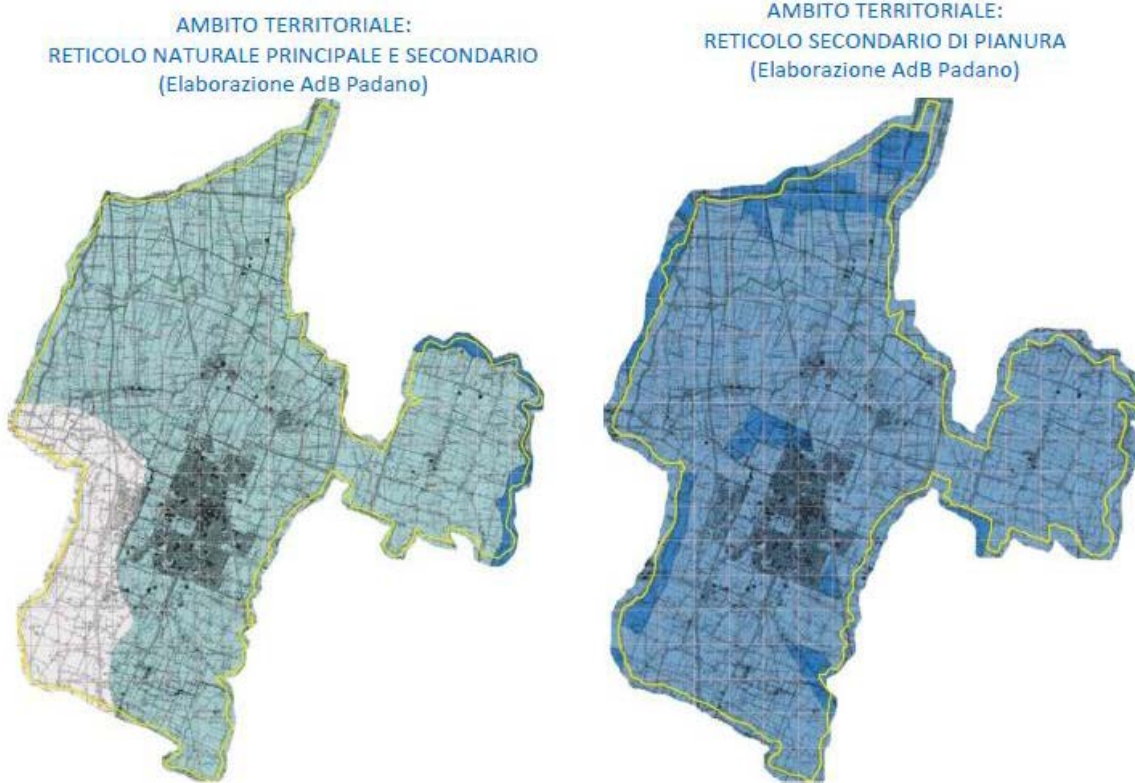 AMBITO TERRITORIALE:
RETICOLO NATURALE PRINCIPALE E SECONDARIO
(Elaborazione AdB Padano)
AMBITO TERRITORIALE:
RETICOLO SECONDARIO DI PIANURA
(Elaborazione AdB Padano)